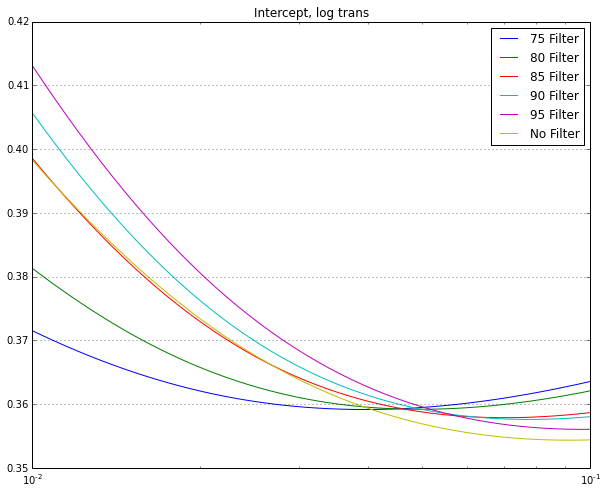 Intercept, log trans
0.42
0.41
0.40
0.39
0.38
0.37
0.36
0.35
75 Filter
80 Filter
85 Filter
90 Filter
95 Filter
No Filter
10⁻² 10⁻¹